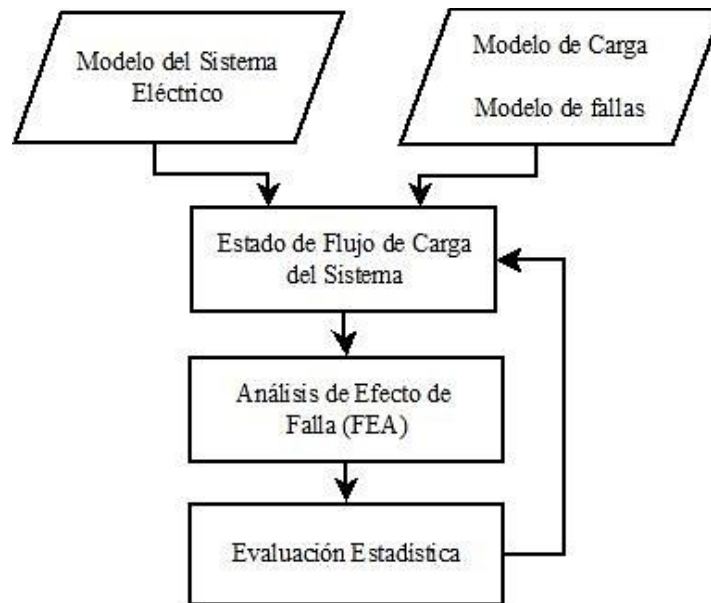 Modelo del Sistema
Eléctrico
Modelo de Carga
Modelo de fallas
Estado de Flujo de Carga
del Sistema
Análisis de Efecto de
Falla (FEA)
Evaluación Estadística